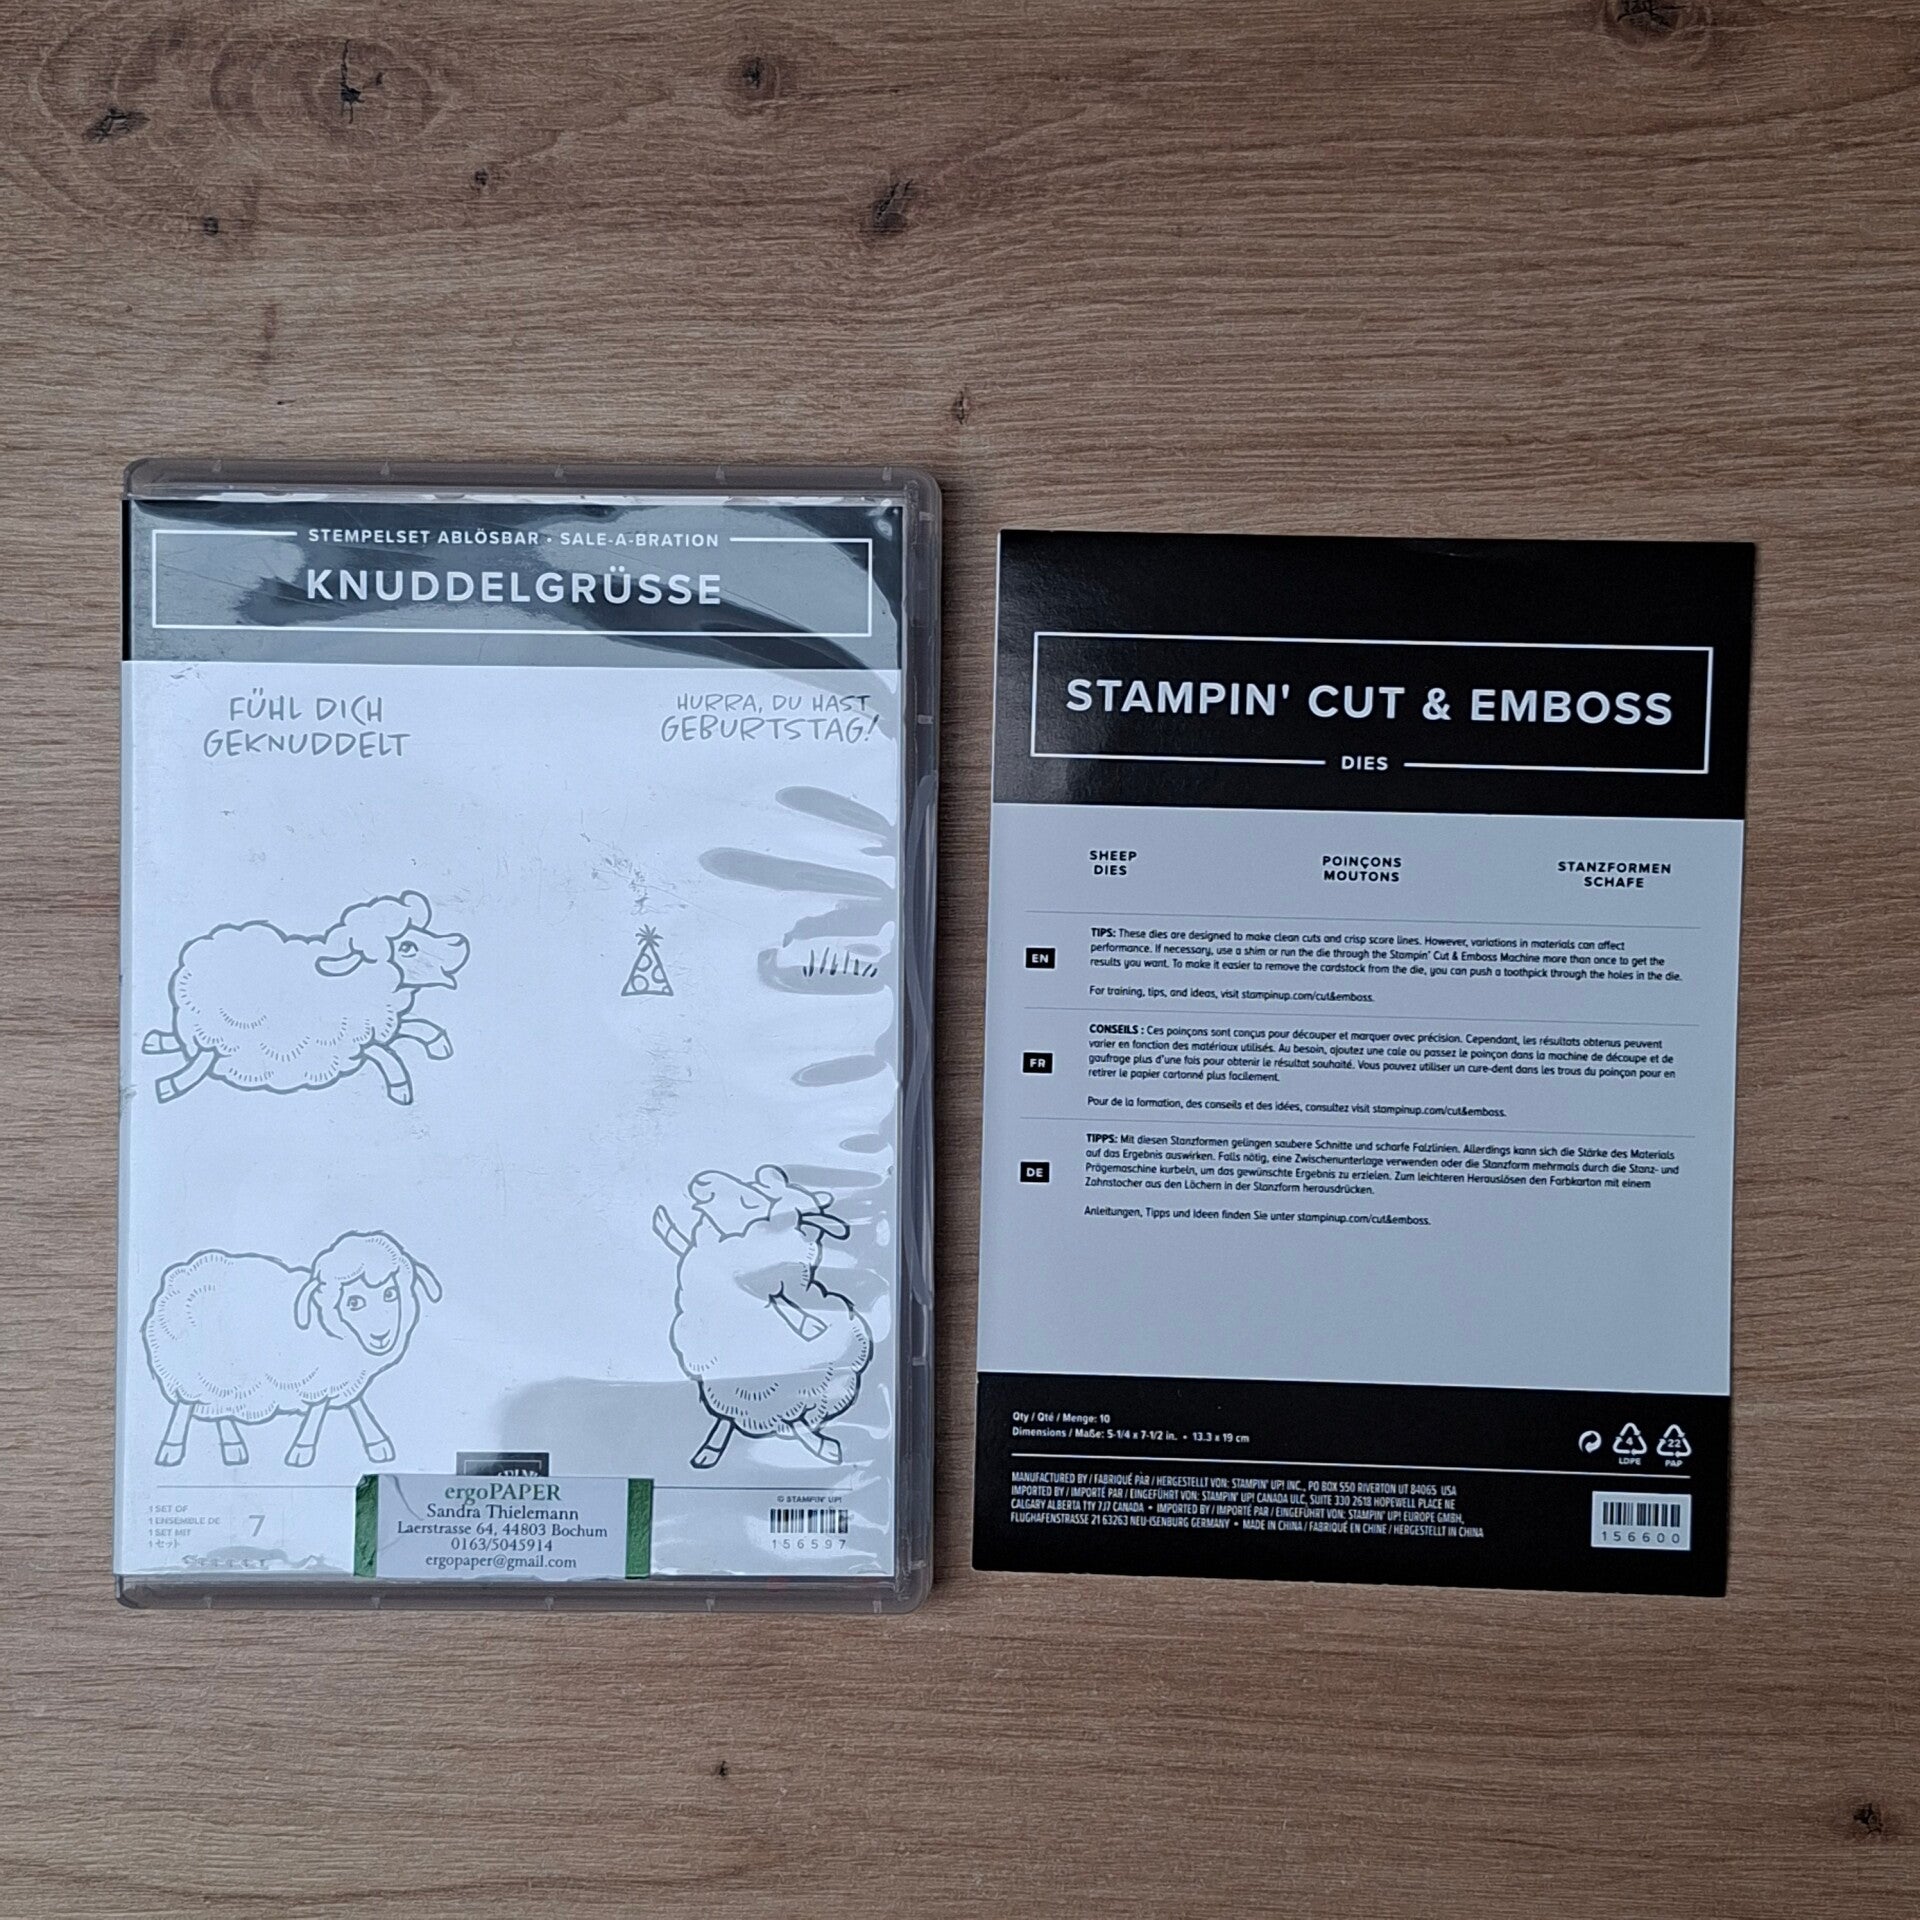 STEMPELSET ABLÖSBAR • SALE-A-BRATION
KNUDDELGRÜSSE
FÜHL DICH
GEKNUDDELT
HURRA, DU HAST
GEBURTSTAG!
1 SET OF
1 ENSEMBLE DE
1 SET MIT
1セット
7
© STAMPIN' UP!
156597
ergoPAPER
Sandra Thielemann
Laerstrasse 64, 44803 Bochum
0163/5045914
ergopaper@gmail.com
STAMPIN' CUT & EMBOSS
DIES
SHEEP
DIES
POINÇONS
MOUTONS
STANZFORMEN
SCHAFE
EN
TIPS: These dies are designed to make clean cuts and crisp score lines. However, variations in materials can affect
performance. If necessary, use a shim or run the die through the Stampin' Cut & Emboss Machine more than once to get the
results you want. To make it easier to remove the cardstock from the die, you can push a toothpick through the holes in the die.
For training, tips, and ideas, visit stampinup.com/cut&emboss.
FR
CONSEILS : Ces poinçons sont conçus pour découper et marquer avec précision. Cependant, les résultats obtenus peuvent
varier en fonction des matériaux utilisés. Au besoin, ajoutez une cale ou passez le poinçon dans la machine de découpe et de
gaufrage plus d'une fois pour obtenir le résultat souhaité. Vous pouvez utiliser un cure-dent dans les trous du poinçon pour en
retirer le papier cartonné plus facilement.
Pour de la formation, des conseils et des idées, consultez visit stampinup.com/cut&emboss.
DE
TIPPS: Mit diesen Stanzformen gelingen saubere Schnitte und scharfe Falzlinien. Allerdings kann sich die Stärke des Materials
auf das Ergebnis auswirken. Falls nötig, eine Zwischenunterlage verwenden oder die Stanzform mehrmals durch die Stanz- und
Prägemaschine kurbeln, um das gewünschte Ergebnis zu erzielen. Zum leichteren Herauslösen den Farbkarton mit einem
Zahnstocher aus den Löchern in der Stanzform herausdrücken.
Anleitungen, Tipps und Ideen finden Sie unter stampinup.com/cut&emboss.
Qty / Qté / Menge: 10
Dimensions / Maße: 5-1/4 x 7-1/2 in. • 13.3 x 19 cm
4
LDPE
22
PAP
MANUFACTURED BY / FABRIQUÉ PAR / HERGESTELLT VON: STAMPIN' UP! INC., PO BOX 550 RIVERTON UT 84065 USA
IMPORTED BY / IMPORTÉ PAR / EINGEFÜHRT VON: STAMPIN' UP! CANADA ULC, SUITE 330 2618 HOPEWELL PLACE NE
CALGARY ALBERTA T1Y 7J7 CANADA • IMPORTED BY / IMPORTÉ PAR / EINGEFÜHRT VON: STAMPIN' UP! EUROPE GMBH,
FLUGHAFENSTRASSE 21 63263 NEU-ISENBURG GERMANY • MADE IN CHINA / FABRIQUÉ EN CHINE / HERGESTELLT IN CHINA
156600